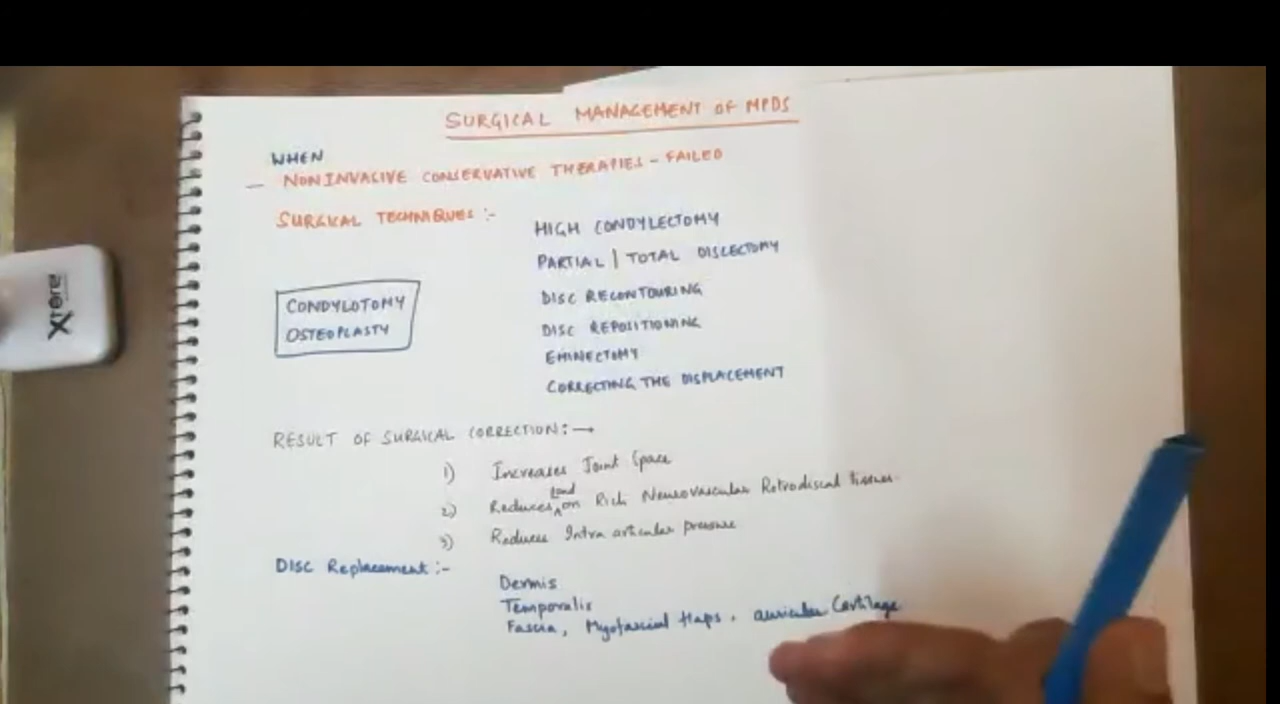 SURGICAL MANAGEMENT OF MPDS
WHEN
- NONINVASIVE CONSERVATIVE THERAPIES - FAILED
SURGICAL TECHNIQUES :-
HIGH CONDYLECTOMY
PARTIAL | TOTAL DISCECTOMY
DISC RECONTOURING
DISC REPOSITIONING
EMINECTOMY
CORRECTING THE DISPLACEMENT
CONDYLOTOMY
OSTEOPLASTY
RESULT OF SURGICAL CORRECTION: →
1) Increases Joint Space
2) Reduces load on Rich Neurovascular Retrodiscal tissues.
3) Reduces Intra articular pressure
DISC Replacement :-
Dermis
Temporalis
Fascia, Myofascial flaps, auricular Cartilage
Xtore